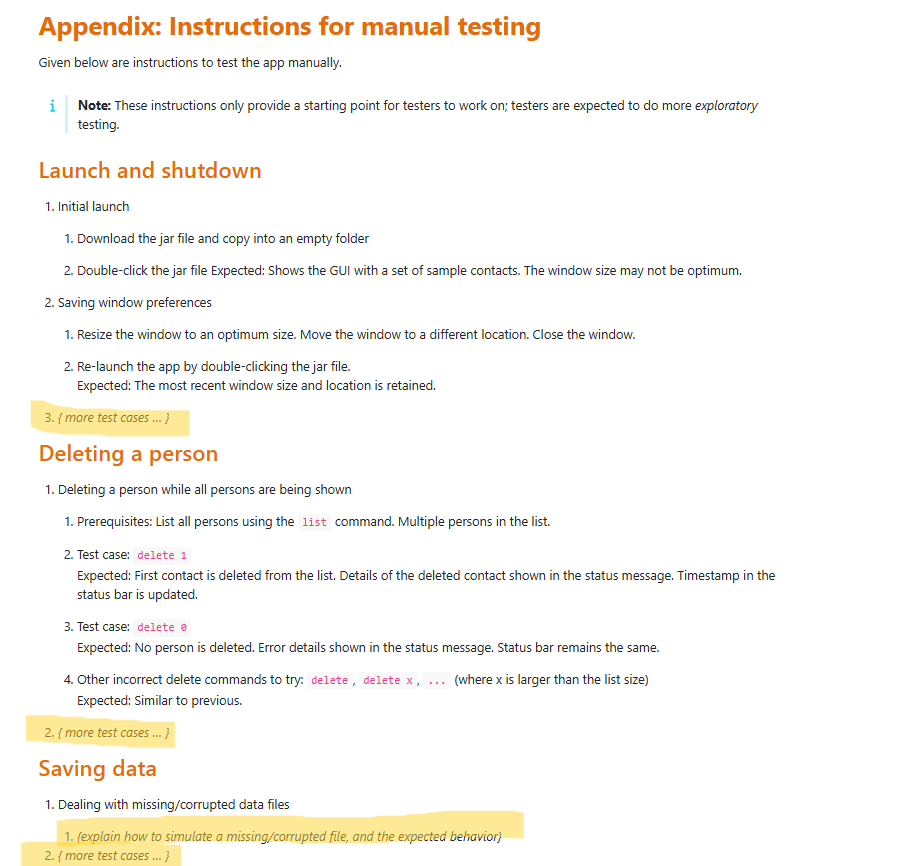 Appendix: Instructions for manual testing
Given below are instructions to test the app manually.
i
Note: These instructions only provide a starting point for testers to work on; testers are expected to do more exploratory
testing.
Launch and shutdown
1. Initial launch
1. Download the jar file and copy into an empty folder
2. Double-click the jar file Expected: Shows the GUI with a set of sample contacts. The window size may not be optimum.
2. Saving window preferences
1. Resize the window to an optimum size. Move the window to a different location. Close the window.
2. Re-launch the app by double-clicking the jar file.
Expected: The most recent window size and location is retained.
3. { more test cases … }
Deleting a person
1. Deleting a person while all persons are being shown
1. Prerequisites: List all persons using the list command. Multiple persons in the list.
2. Test case: delete 1
Expected: First contact is deleted from the list. Details of the deleted contact shown in the status message. Timestamp in the
status bar is updated.
3. Test case: delete 0
Expected: No person is deleted. Error details shown in the status message. Status bar remains the same.
4. Other incorrect delete commands to try: delete, delete x, ... (where x is larger than the list size)
Expected: Similar to previous.
2. { more test cases … }
Saving data
1. Dealing with missing/corrupted data files
1. {explain how to simulate a missing/corrupted file, and the expected behavior}
2. { more test cases … }